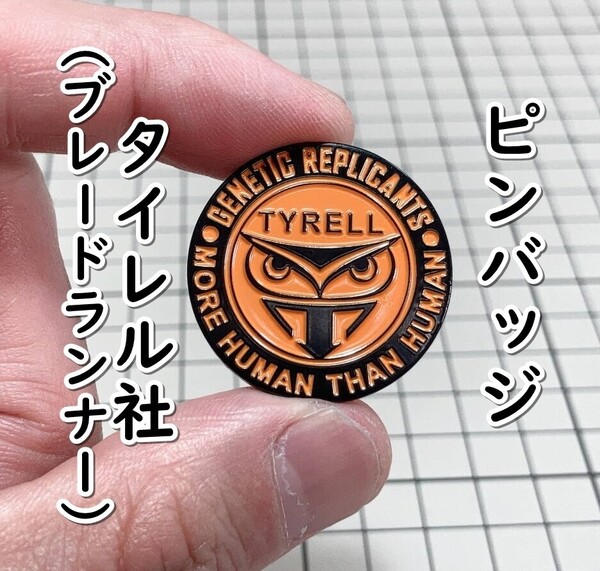 ピンバッジ
タイレル社
(ブレードランナー)
GENETIC REPLICANTS
TYRELL
MORE HUMAN THAN HUMAN